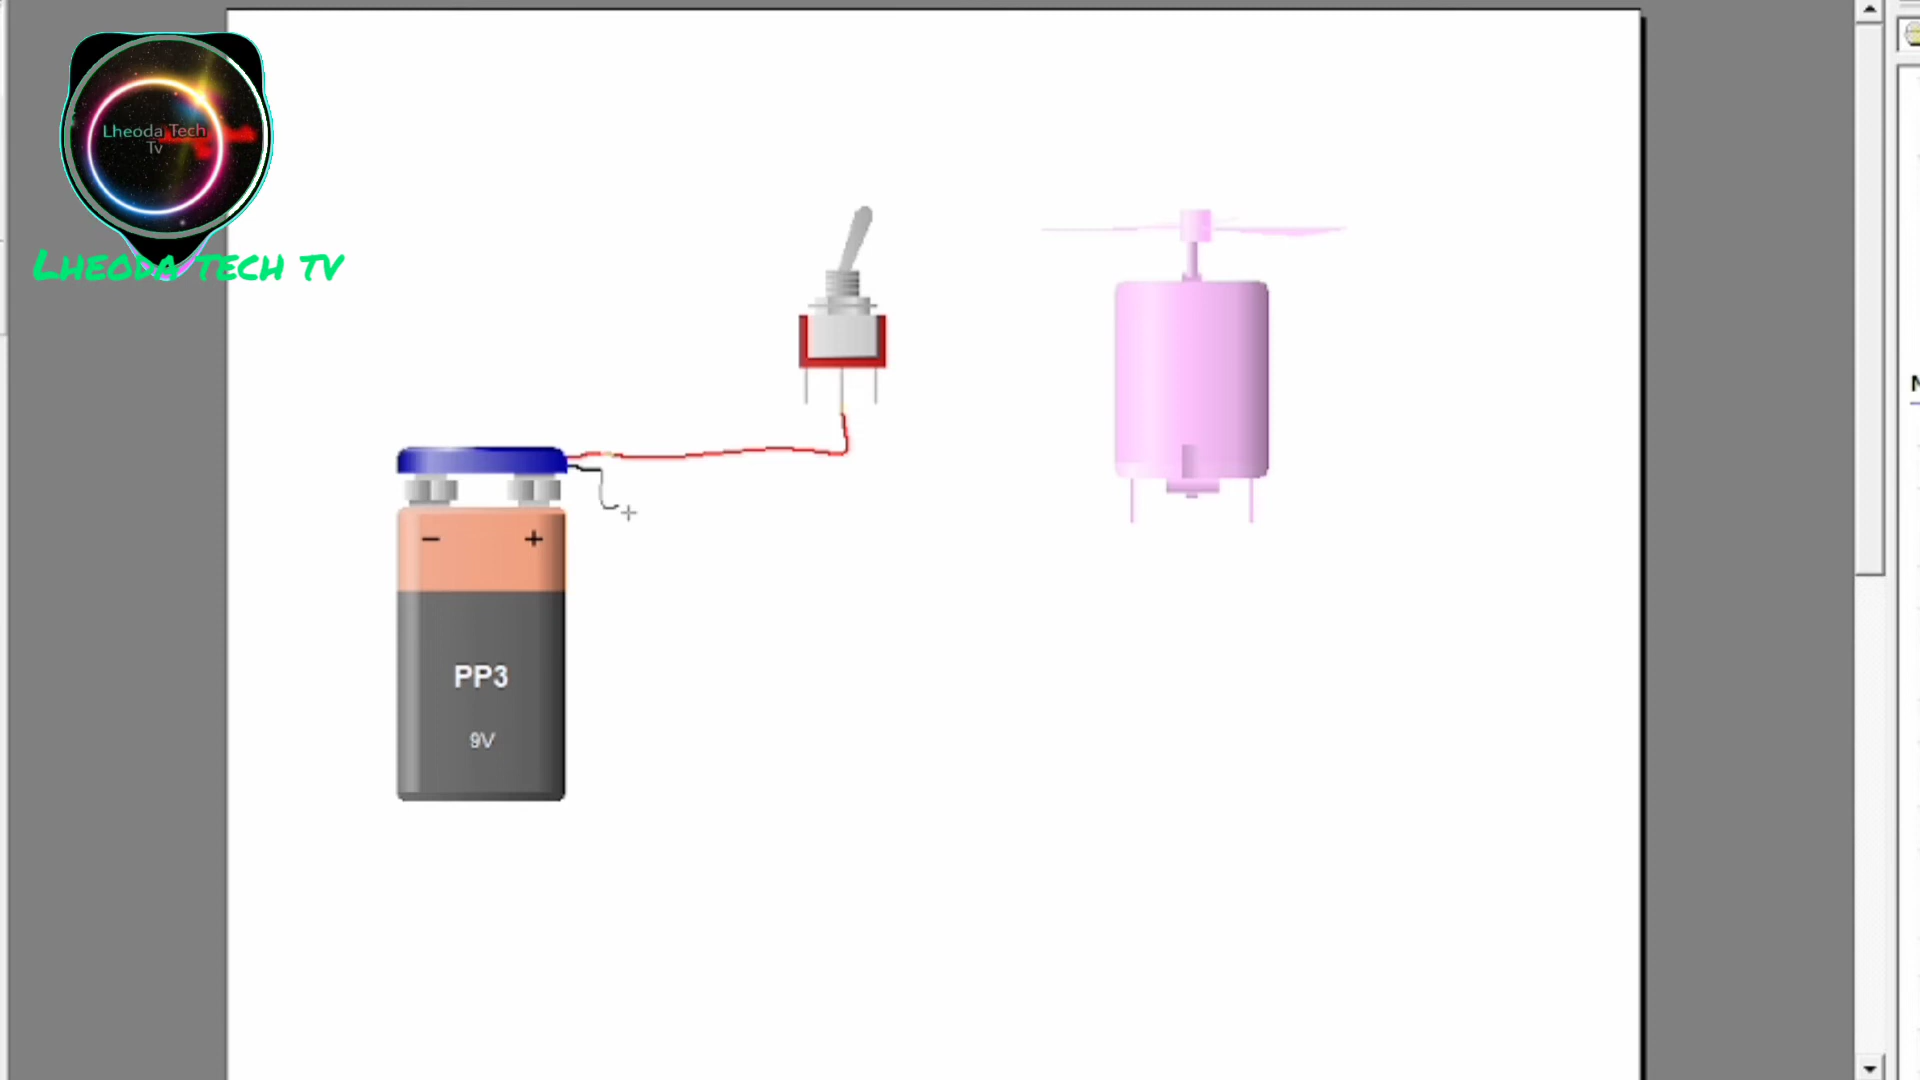 Lheoda Tech
Tv
Lheoda tech tv
− +
PP3
9V
N